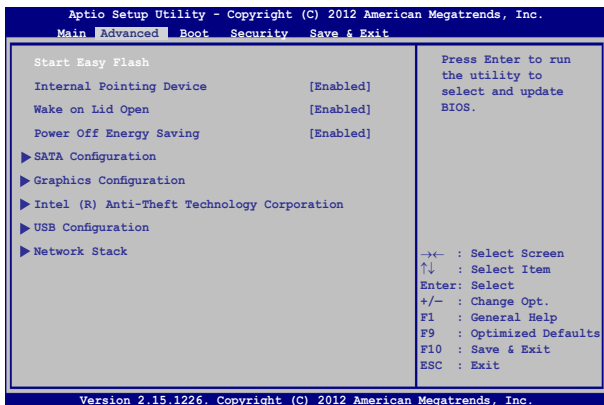 Aptio Setup Utility - Copyright (C) 2012 American Megatrends, Inc.
Main Advanced Boot Security Save & Exit
Start Easy Flash
Internal Pointing Device [Enabled]
Wake on Lid Open [Enabled]
Power Off Energy Saving [Enabled]
SATA Configuration
Graphics Configuration
Intel (R) Anti-Theft Technology Corporation
USB Configuration
Network Stack
Press Enter to run
the utility to
select and update
BIOS.
→← : Select Screen
↑↓ : Select Item
Enter: Select
+/— : Change Opt.
F1 : General Help
F9 : Optimized Defaults
F10 : Save & Exit
ESC : Exit
Version 2.15.1226. Copyright (C) 2012 American Megatrends, Inc.